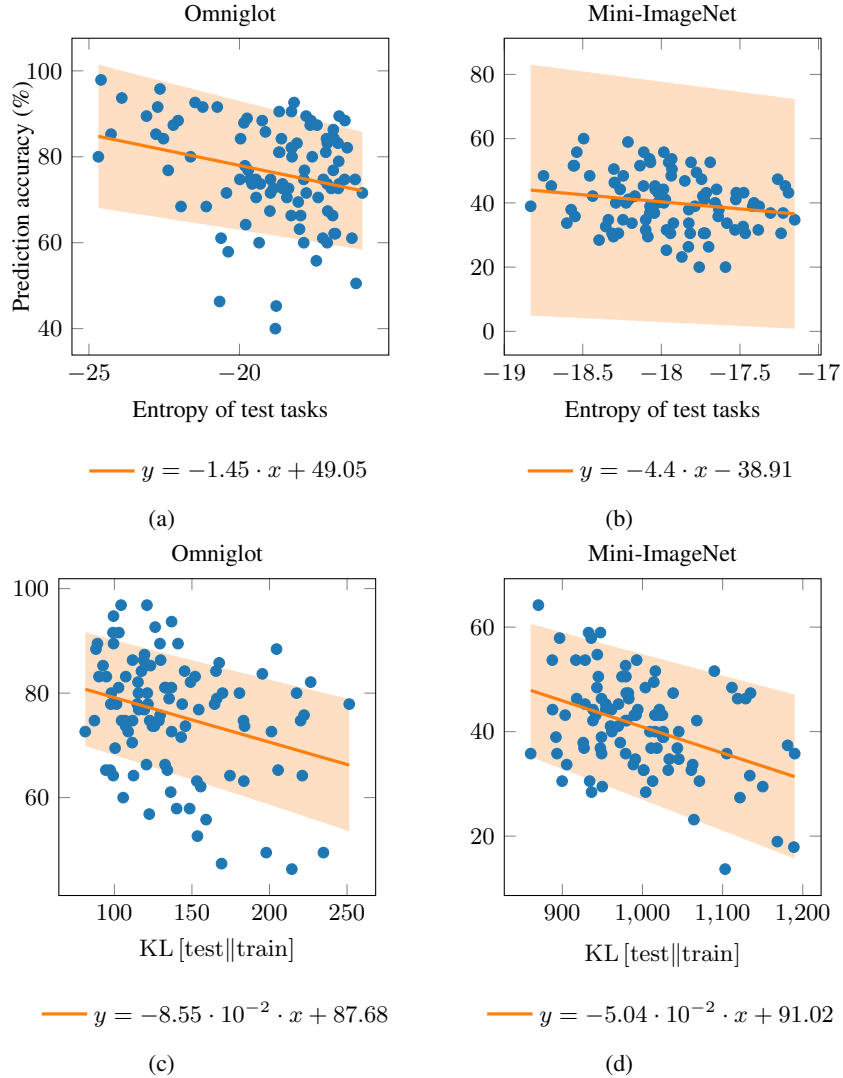 Omniglot
Prediction accuracy (%)
100
80
60
40
−25
−20
Entropy of test tasks
y = −1.45 · x + 49.05
(a)
Mini-ImageNet
80
60
40
20
0
−19
−18.5
−18
−17.5
−17
Entropy of test tasks
y = −4.4 · x − 38.91
(b)
Omniglot
100
80
60
100
150
200
250
KL [test∥train]
y = −8.55 · 10⁻² · x + 87.68
(c)
Mini-ImageNet
60
40
20
900
1,000
1,100
1,200
KL [test∥train]
y = −5.04 · 10⁻² · x + 91.02
(d)